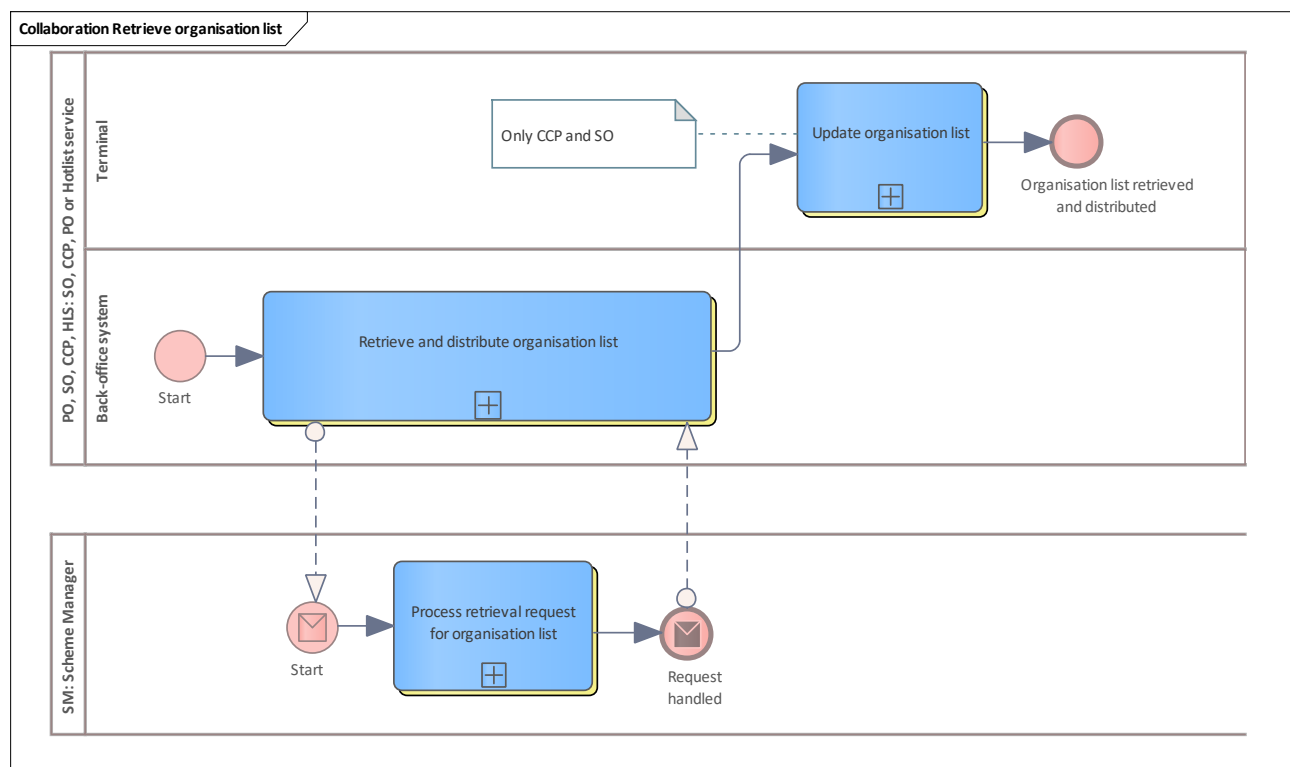 Collaboration Retrieve organisation list
PO, SO, CCP, HLS: SO, CCP, PO or Hotlist service
Terminal
Only CCP and SO
Update organisation list
Organisation list retrieved
and distributed
Back-office system
Start
Retrieve and distribute organisation list
SM: Scheme Manager
Start
Process retrieval request
for organisation list
Request
handled